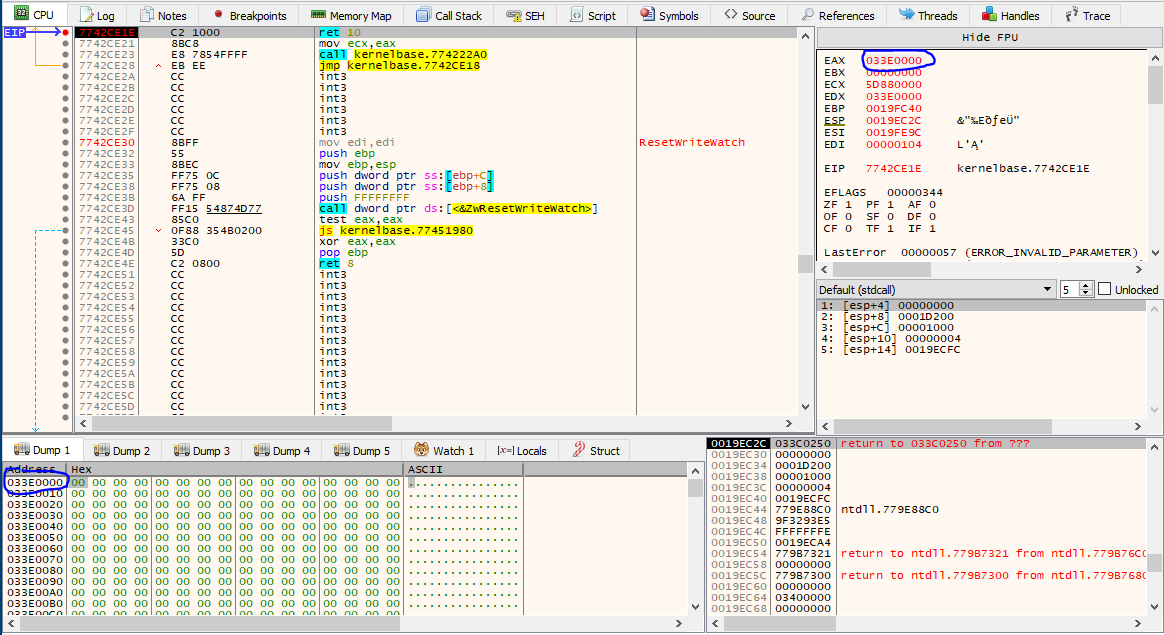 CPU Log Notes Breakpoints Memory Map Call Stack SEH Script Symbols Source References Threads Handles Trace
EIP
7742CE1E C2 1000 ret 10
7742CE21 8BC8 mov ecx,eax
7742CE23 E8 7854FFFF call kernelbase.774222A0
7742CE28 EB EE jmp kernelbase.7742CE18
7742CE2A CC int3
7742CE2B CC int3
7742CE2C CC int3
7742CE2D CC int3
7742CE2E CC int3
7742CE2F CC int3
7742CE30 8BFF mov edi,edi ResetWriteWatch
7742CE32 55 push ebp
7742CE33 8BEC mov ebp,esp
7742CE35 FF75 0C push dword ptr ss:[ebp+C]
7742CE38 FF75 08 push dword ptr ss:[ebp+8]
7742CE3B 6A FF push FFFFFFFF
7742CE3D FF15 54874D77 call dword ptr ds:[<&ZwResetWriteWatch>]
7742CE43 85C0 test eax,eax
7742CE45 0F88 354B0200 js kernelbase.77451980
7742CE4B 33C0 xor eax,eax
7742CE4D 5D pop ebp
7742CE4E C2 0800 ret 8
7742CE51 CC int3
7742CE52 CC int3
7742CE53 CC int3
7742CE54 CC int3
7742CE55 CC int3
7742CE56 CC int3
7742CE57 CC int3
7742CE58 CC int3
7742CE59 CC int3
7742CE5A CC int3
7742CE5B CC int3
7742CE5C CC int3
7742CE5D CC int3
Hide FPU
EAX 033E0000
EBX 00000000
ECX 5D880000
EDX 033E0000
EBP 0019FC40
ESP 0019EC2C &"‰EðƒeÜ"
ESI 0019FE9C
EDI 00000104 L'Ą'
EIP 7742CE1E kernelbase.7742CE1E
EFLAGS 00000344
ZF 1 PF 1 AF 0
OF 0 SF 0 DF 0
CF 0 TF 1 IF 1
LastError 00000057 (ERROR_INVALID_PARAMETER)
Default (stdcall) 5 Unlocked
1: [esp+4] 00000000
2: [esp+8] 0001D200
3: [esp+C] 00001000
4: [esp+10] 00000004
5: [esp+14] 0019ECFC
Dump 1 Dump 2 Dump 3 Dump 4 Dump 5 Watch 1 [x=] Locals Struct
Address Hex ASCII
033E0000 00 00 00 00 00 00 00 00 00 00 00 00 00 00 00 00 ................
033E0010 00 00 00 00 00 00 00 00 00 00 00 00 00 00 00 00 ................
033E0020 00 00 00 00 00 00 00 00 00 00 00 00 00 00 00 00 ................
033E0030 00 00 00 00 00 00 00 00 00 00 00 00 00 00 00 00 ................
033E0040 00 00 00 00 00 00 00 00 00 00 00 00 00 00 00 00 ................
033E0050 00 00 00 00 00 00 00 00 00 00 00 00 00 00 00 00 ................
033E0060 00 00 00 00 00 00 00 00 00 00 00 00 00 00 00 00 ................
033E0070 00 00 00 00 00 00 00 00 00 00 00 00 00 00 00 00 ................
033E0080 00 00 00 00 00 00 00 00 00 00 00 00 00 00 00 00 ................
033E0090 00 00 00 00 00 00 00 00 00 00 00 00 00 00 00 00 ................
033E00A0 00 00 00 00 00 00 00 00 00 00 00 00 00 00 00 00 ................
033E00B0 00 00 00 00 00 00 00 00 00 00 00 00 00 00 00 00 ................
033E00C0 00 00 00 00 00 00 00 00 00 00 00 00 00 00 00 00 ................
0019EC2C 033C0250 return to 033C0250 from ???
0019EC30 00000000
0019EC34 0001D200
0019EC38 00001000
0019EC3C 00000004
0019EC40 0019ECFC
0019EC44 779E88C0 ntdll.779E88C0
0019EC48 9F3293E5
0019EC4C FFFFFFFE
0019EC50 0019ECA4
0019EC54 779B7321 return to ntdll.779B7321 from ntdll.779B76C0
0019EC58 00000000
0019EC5C 779B7300 return to ntdll.779B7300 from ntdll.779B7680
0019EC60 00000000
0019EC64 03400000
0019EC68 00000000